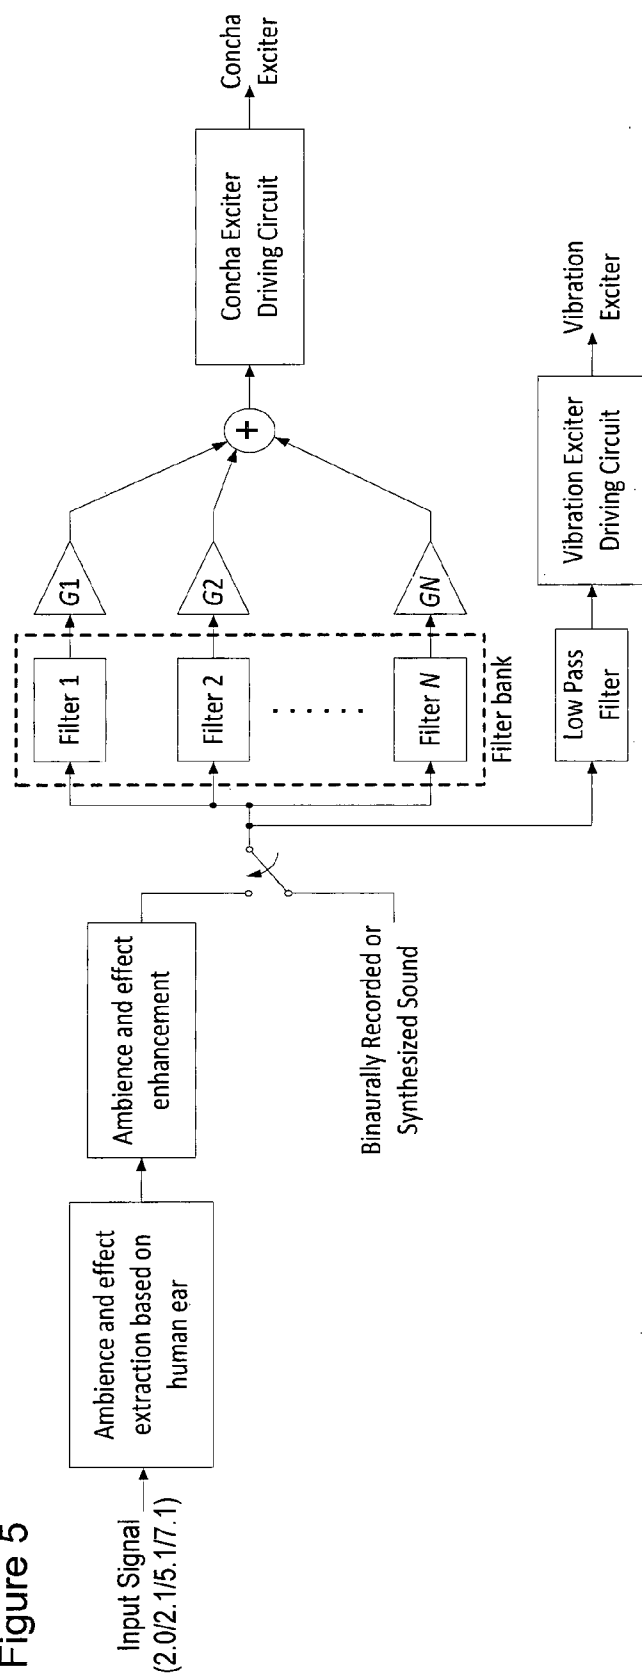 Figure 5
Input Signal
(2.0/2.1/5.1/7.1)
Ambience and effect
extraction based on
human ear
Ambience and effect
enhancement
Binaurally Recorded or
Synthesized Sound
Filter 1
Filter 2
. . . . . .
Filter N
Filter bank
G1
G2
GN
+
Concha Exciter
Driving Circuit
Concha
Exciter
Low Pass
Filter
Vibration Exciter
Driving Circuit
Vibration
Exciter